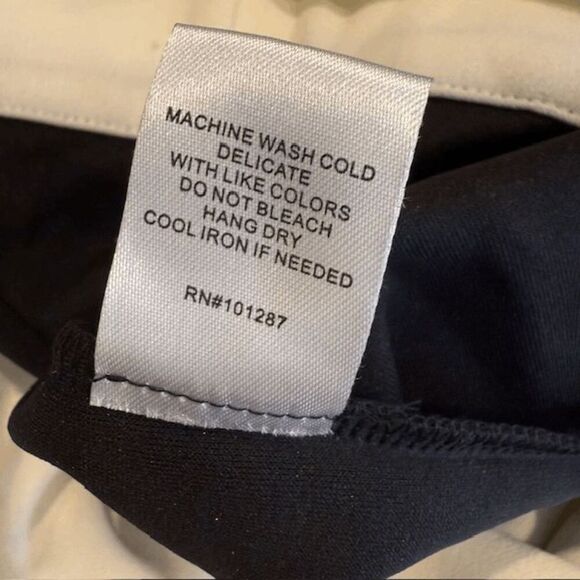 MACHINE WASH COLD
DELICATE
WITH LIKE COLORS
DO NOT BLEACH
HANG DRY
COOL IRON IF NEEDED
RN#101287